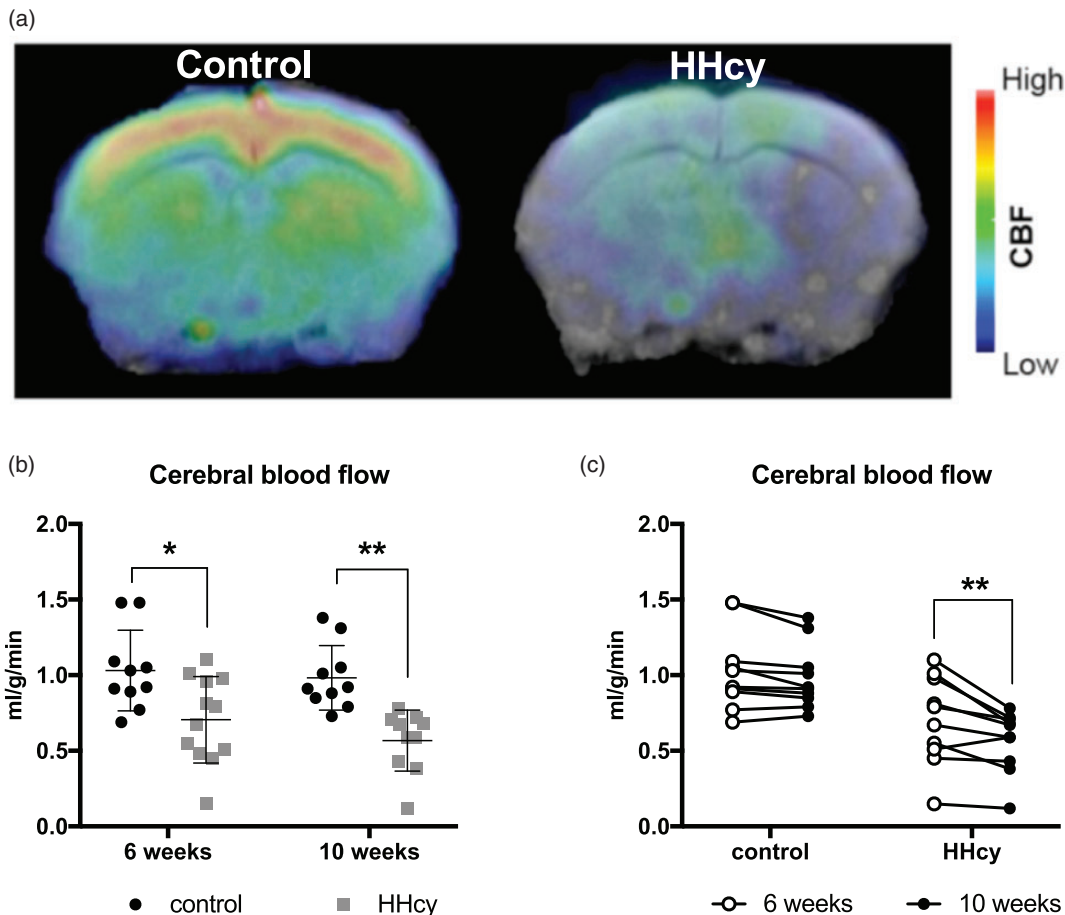 (a)
Control
HHcy
High
CBF
Low
(b)
Cerebral blood flow
ml/g/min
2.0
1.5
1.0
0.5
0.0
*
**
6 weeks
10 weeks
control
HHcy
(c)
Cerebral blood flow
ml/g/min
2.0
1.5
1.0
0.5
0.0
**
control
HHcy
6 weeks
10 weeks